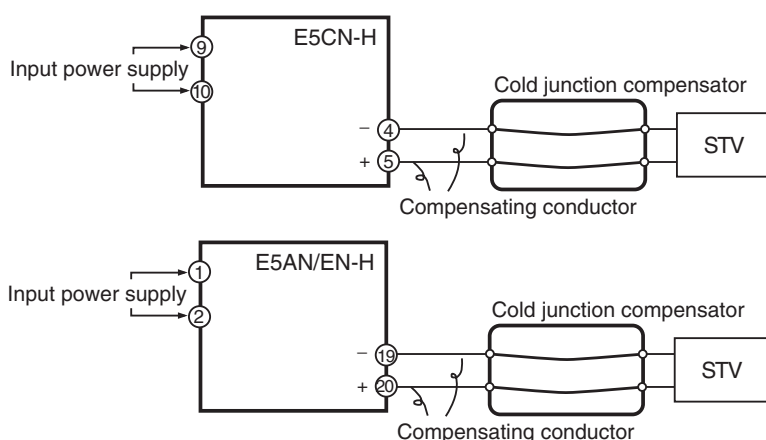 E5CN-H
9
Input power supply
10
Cold junction compensator
− 4
+ 5
STV
Compensating conductor
E5AN/EN-H
1
Input power supply
2
Cold junction compensator
− 19
+ 20
STV
Compensating conductor